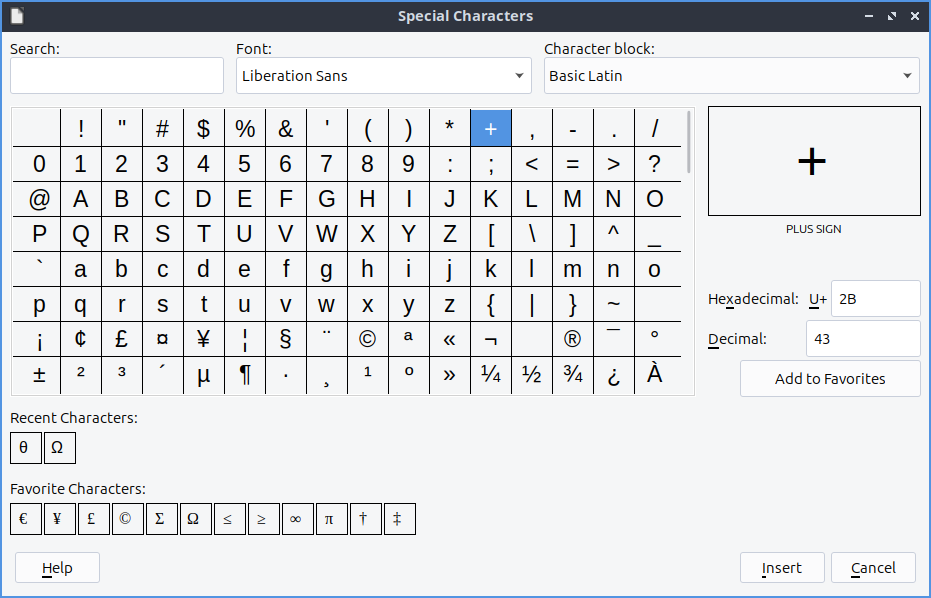 Special Characters
Search: Font: Character block:
Liberation Sans Basic Latin
! " # $ % & ' ( ) * + , - . /
0 1 2 3 4 5 6 7 8 9 : ; < = > ?
@ A B C D E F G H I J K L M N O
P Q R S T U V W X Y Z [ \ ] ^ _
` a b c d e f g h i j k l m n o
p q r s t u v w x y z { | } ~
¡ ¢ £ ¤ ¥ ¦ § ¨ © ª « ¬ ® ¯ °
± ² ³ ´ µ ¶ · ¸ ¹ º » ¼ ½ ¾ ¿ À
+
PLUS SIGN
Hexadecimal: U+ 2B
Decimal: 43
Add to Favorites
Recent Characters:
θ Ω
Favorite Characters:
€ ¥ £ © Σ Ω ≤ ≥ ∞ π † ‡
Help Insert Cancel